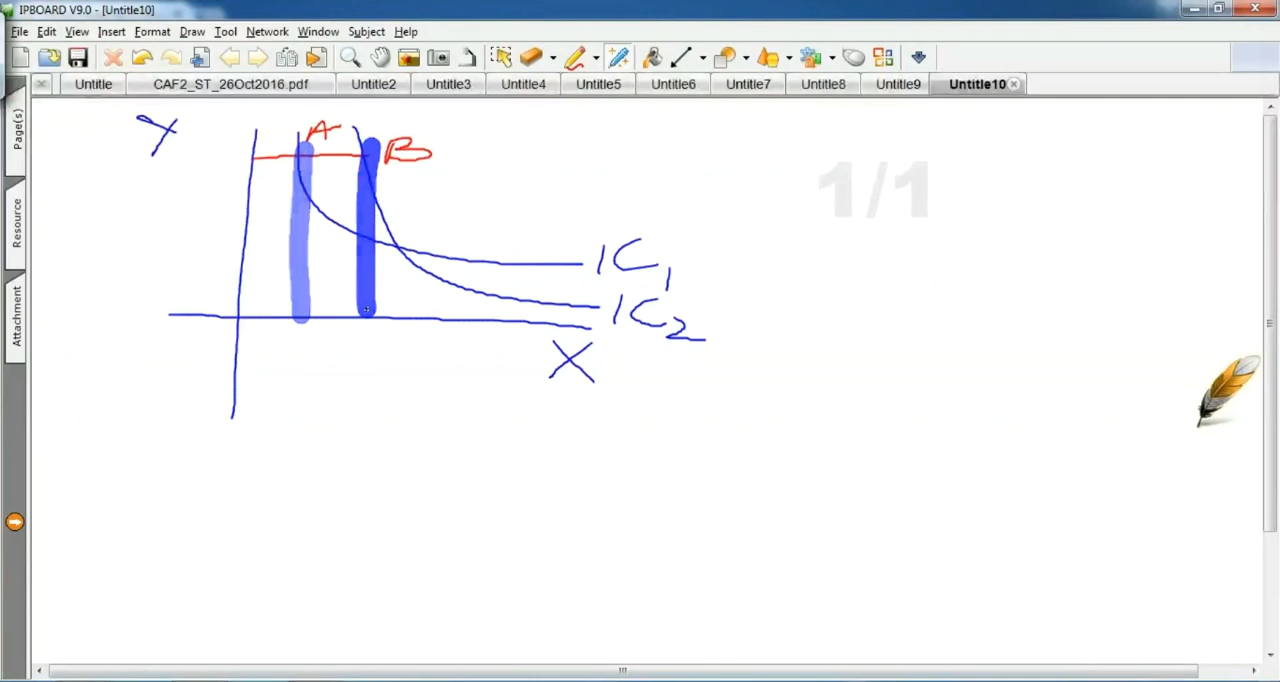 IPBOARD V9.0 - [Untitle10]
File Edit View Insert Format Draw Tool Network Window Subject Help
Untitle CAF2_ST_26Oct2016.pdf Untitle2 Untitle3 Untitle4 Untitle5 Untitle6 Untitle7 Untitle8 Untitle9 Untitle10
Page(s)
Resource
Attachment
Y
A
B
1/1
IC1
IC2
X